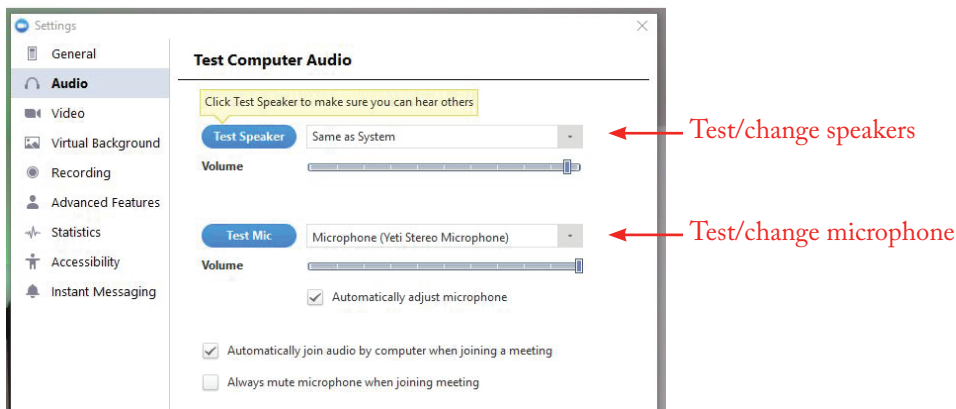 Settings
General
Audio
Video
Virtual Background
Recording
Advanced Features
Statistics
Accessibility
Instant Messaging
Test Computer Audio
Click Test Speaker to make sure you can hear others
Test Speaker
Same as System
Volume
Test/change speakers
Test Mic
Microphone (Yeti Stereo Microphone)
Volume
Test/change microphone
Automatically adjust microphone
Automatically join audio by computer when joining a meeting
Always mute microphone when joining meeting